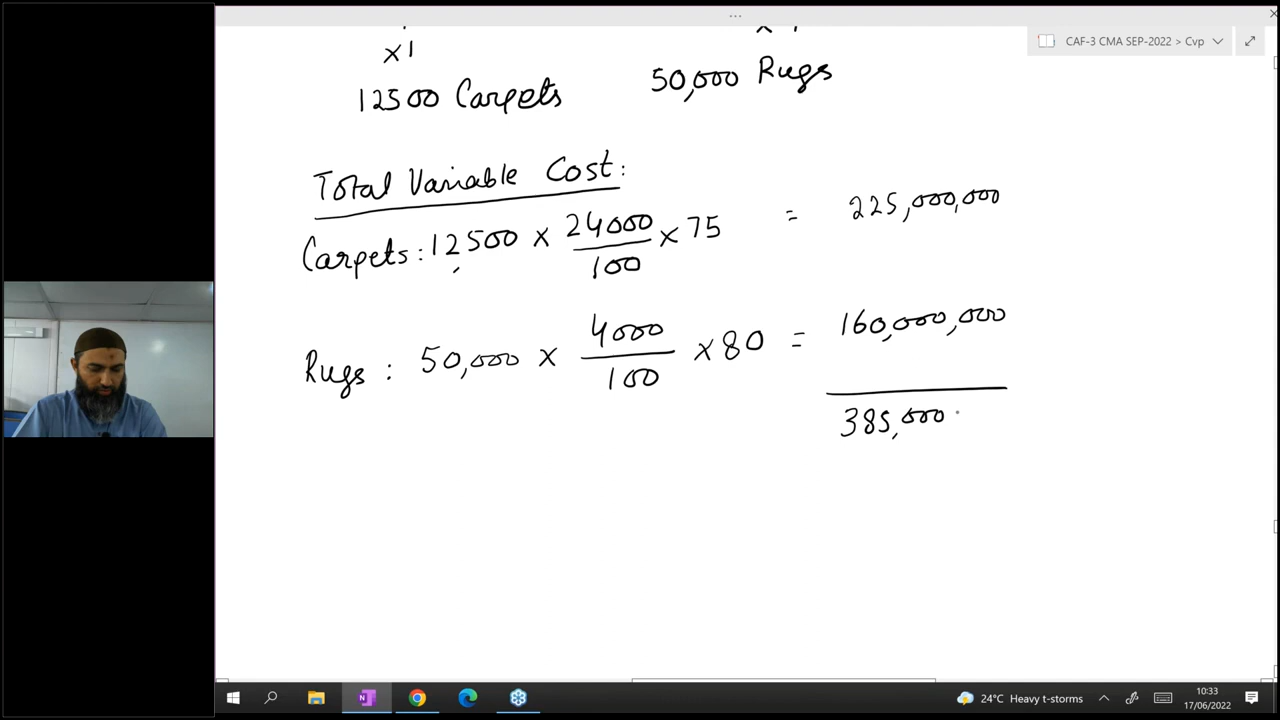 CAF-3 CMA SEP-2022 > Cvp
x1
12500 Carpets
50,000 Rugs
Total Variable Cost:
Carpets: 12500 x 24000/100 x 75 = 225,000,000
Rugs: 50,000 x 4000/100 x 80 = 160,000,000
385,000
24°C Heavy t-storms
10:33
17/06/2022